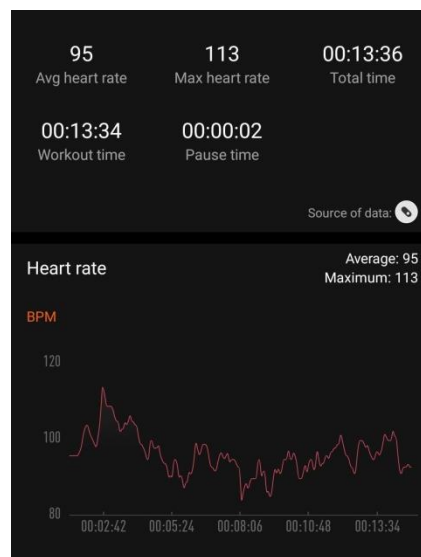 95 113 00:13:36
Avg heart rate Max heart rate Total time
00:13:34 00:00:02
Workout time Pause time
Source of data:
Heart rate
Average: 95
Maximum: 113
BPM
120
100
80
00:02:42 00:05:24 00:08:06 00:10:48 00:13:34